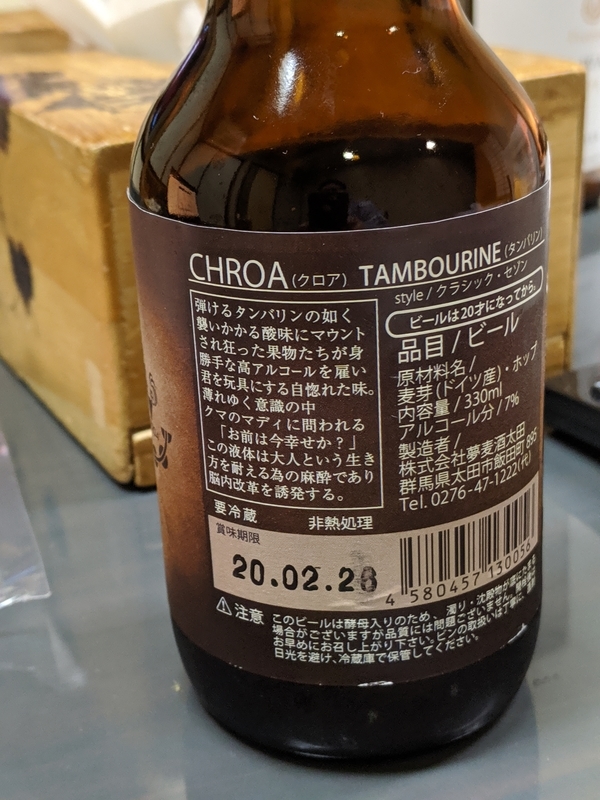 CHROA(クロア) TAMBOURINE(タンバリン)
style / クラシック・セゾン
ビールは20才になってから。
弾けるタンバリンの如く
襲いかかる酸味にマウント
され狂った果物たちが身
勝手な高アルコールを雇い
君を玩具にする自惚れた味。
薄れゆく意識の中
クマのマディに問われる
「お前は今幸せか?」
この液体は大人という生き
方を耐える為の麻酔であり
脳内改革を誘発する。
品目 / ビール
原材料名 /
麦芽(ドイツ産)・ホップ
内容量 / 330ml
アルコール分 / 7%
製造者 /
株式会社夢麦酒太田
群馬県太田市飯田町895
Tel. 0276-47-1222(代)
要冷蔵 非熱処理
賞味期限
20.02.28
4 580457 130056
注意
このビールは酵母入りのため、濁り・沈殿物が
場合がございますが品質には問題ございません。
お早めにお召し上がり下さい。ビンの取扱いは丁寧に
日光を避け、冷蔵庫で保管してください。